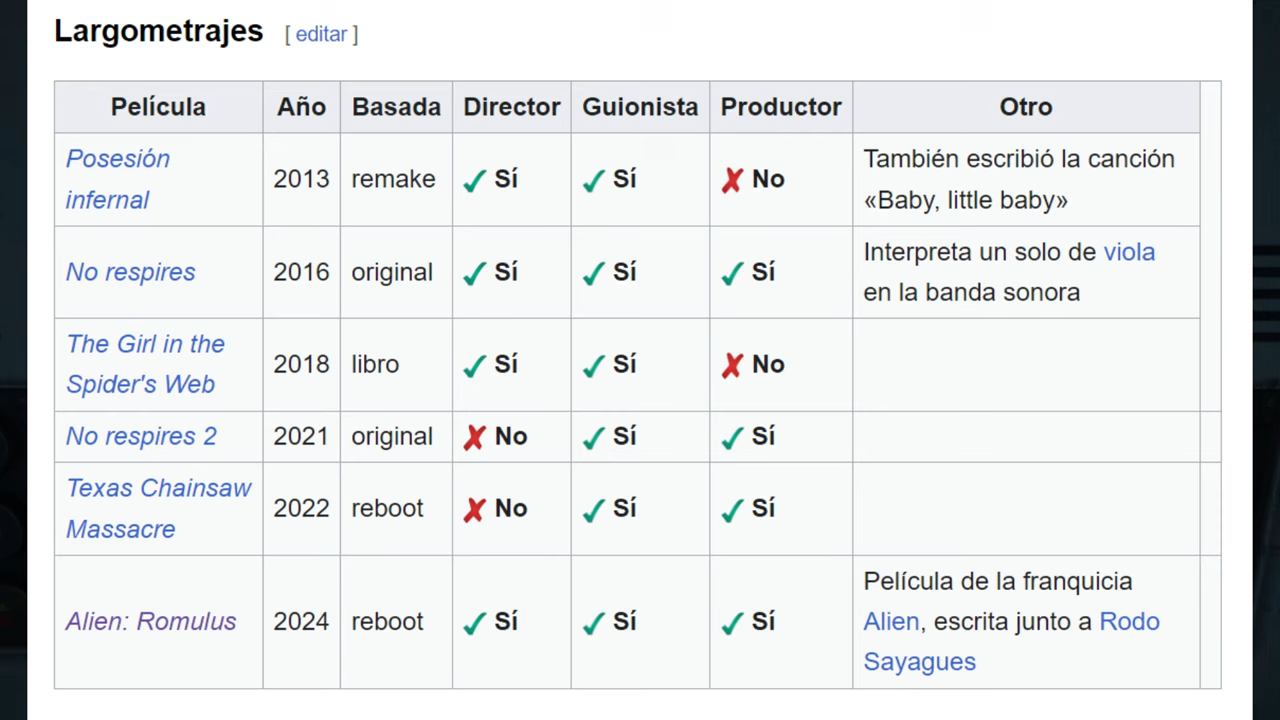 Largometrajes [ editar ]
Película Año Basada Director Guionista Productor Otro
Posesión
infernal
2013 remake Sí Sí No
También escribió la canción
«Baby, little baby»
No respires 2016 original Sí Sí Sí
Interpreta un solo de viola
en la banda sonora
The Girl in the
Spider's Web
2018 libro Sí Sí No
No respires 2 2021 original No Sí Sí
Texas Chainsaw
Massacre
2022 reboot No Sí Sí
Alien: Romulus 2024 reboot Sí Sí Sí
Película de la franquicia
Alien, escrita junto a Rodo
Sayagues